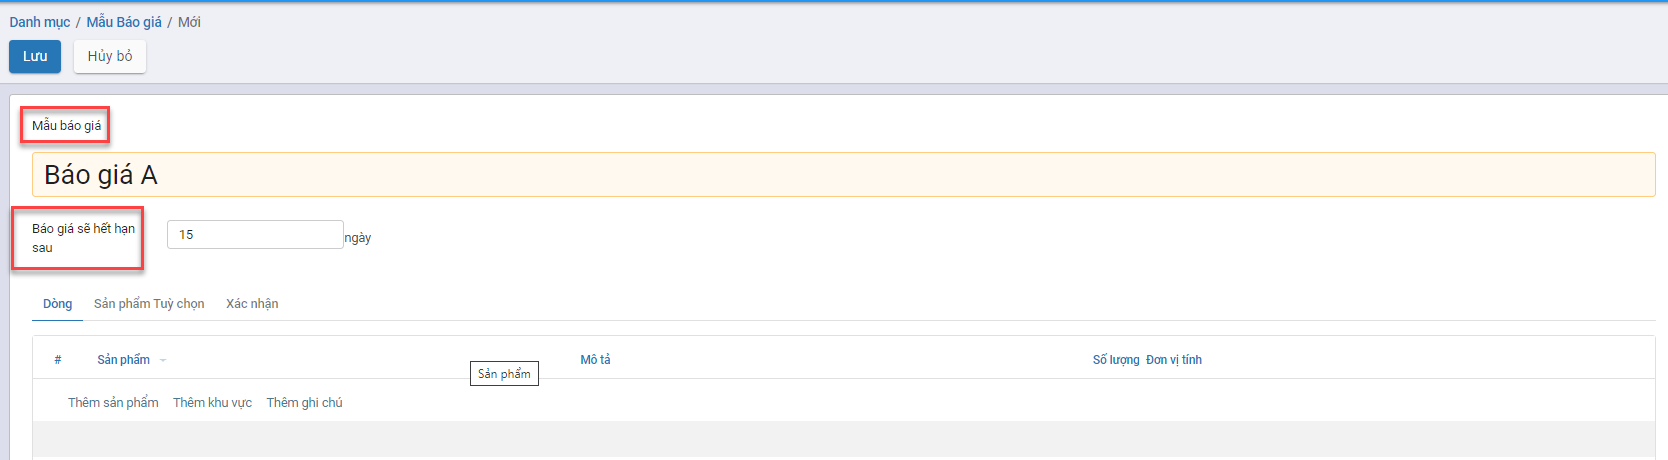 Danh mục / Mẫu Báo giá / Mới
Lưu Hủy bỏ
Mẫu báo giá
Báo giá A
Báo giá sẽ hết hạn
sau
15 ngày
Dòng Sản phẩm Tuỳ chọn Xác nhận
# Sản phẩm Mô tả Số lượng Đơn vị tính
Sản phẩm
Thêm sản phẩm Thêm khu vực Thêm ghi chú